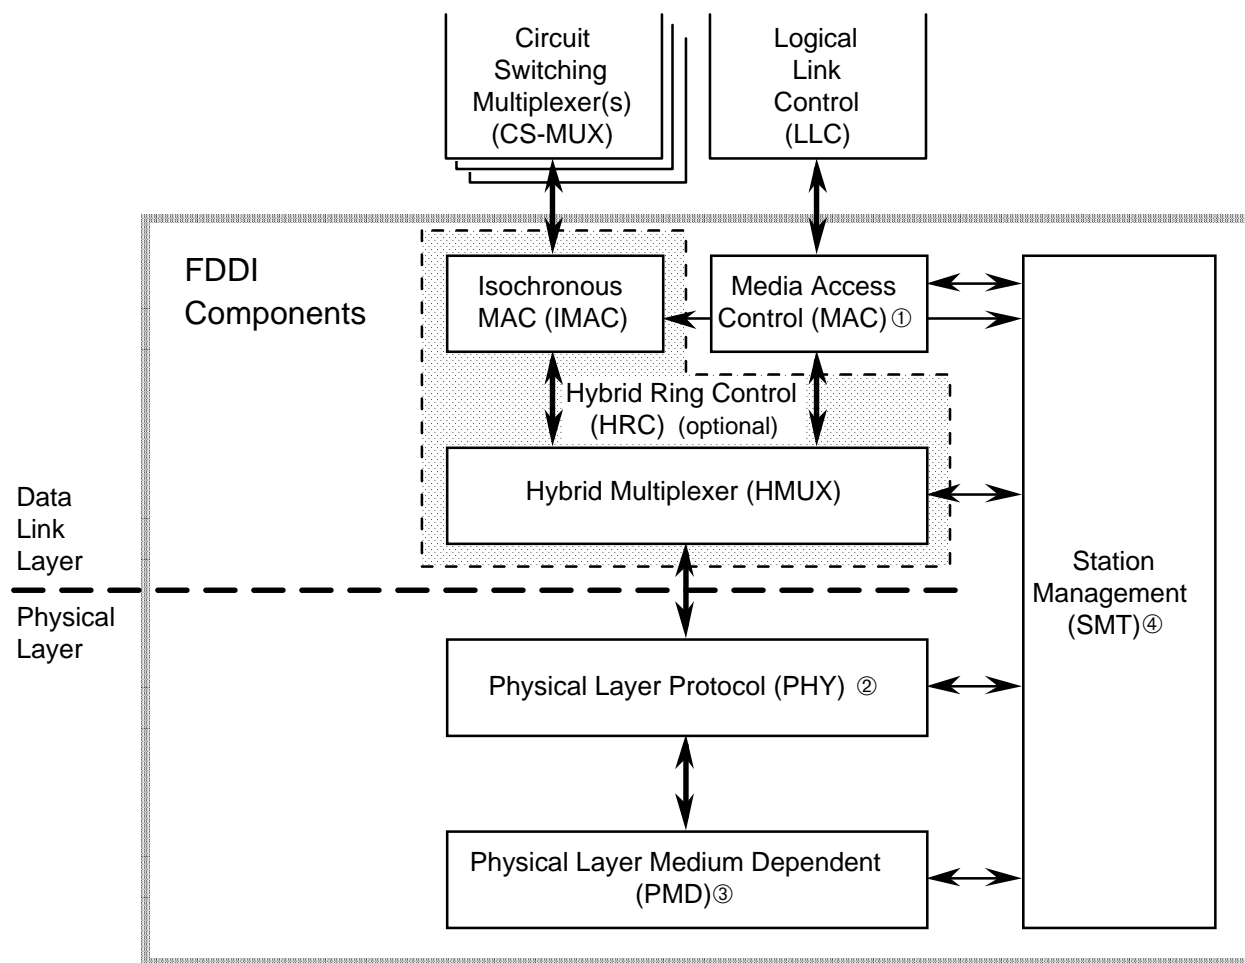 Circuit
Switching
Multiplexer(s)
(CS-MUX)
Logical
Link
Control
(LLC)
FDDI
Components
Isochronous
MAC (IMAC)
Media Access
Control (MAC) ①
Hybrid Ring Control
(HRC) (optional)
Hybrid Multiplexer (HMUX)
Data
Link
Layer
Physical
Layer
Station
Management
(SMT)④
Physical Layer Protocol (PHY) ②
Physical Layer Medium Dependent
(PMD)③